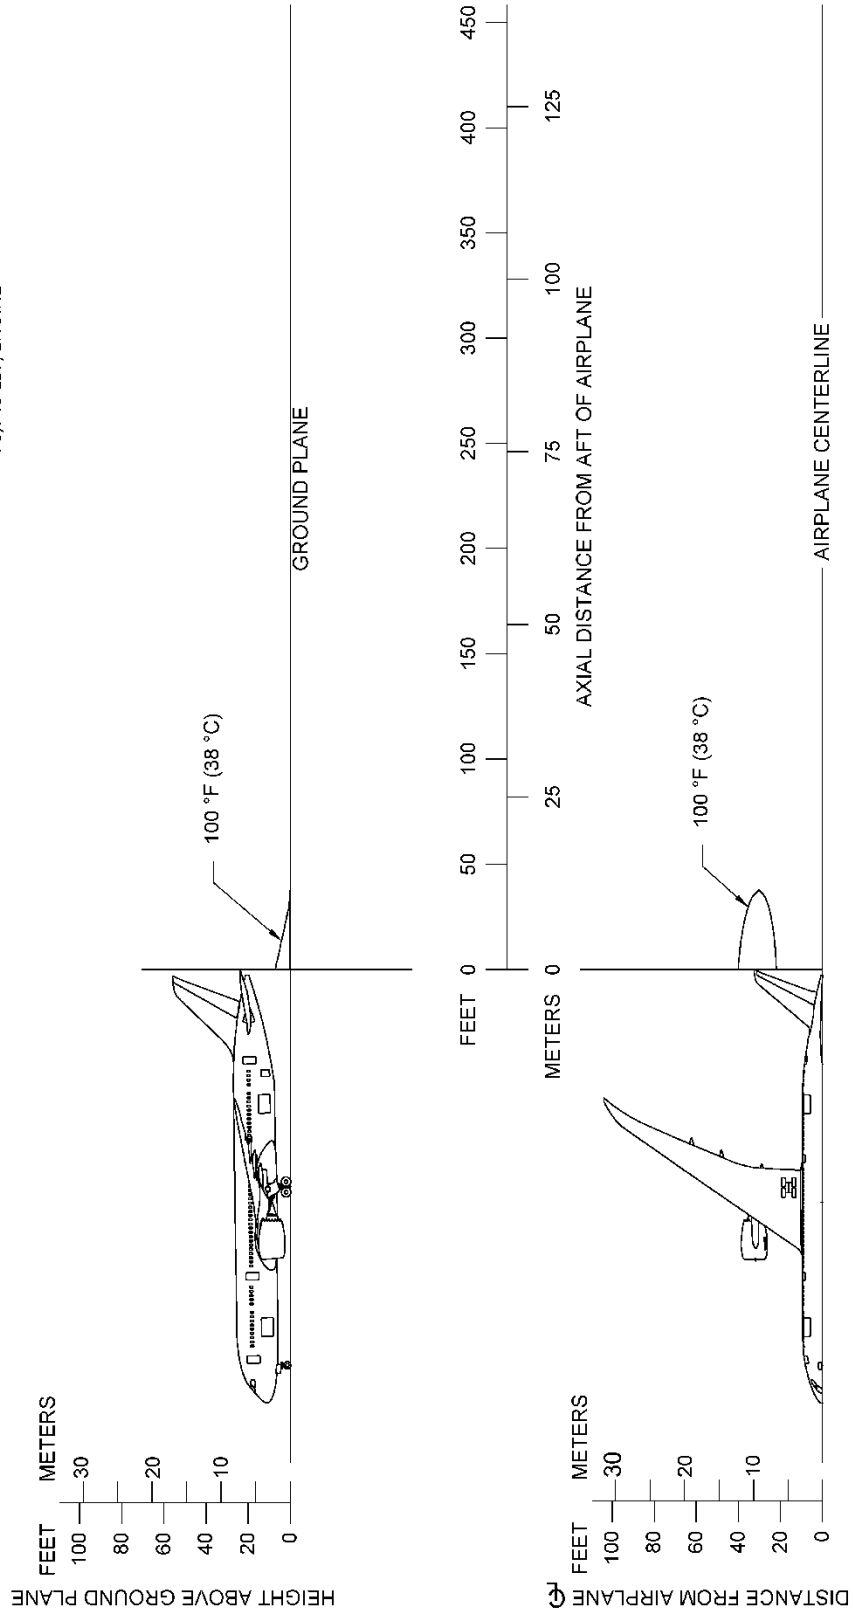 HEIGHT ABOVE GROUND PLANE
FEET METERS
100
80
60
40
20
0
30
20
10
100 °F (38 °C)
GROUND PLANE
FEET 0 50 100 150 200 250 300 350 400 450
METERS 0 25 50 75 100 125
AXIAL DISTANCE FROM AFT OF AIRPLANE
DISTANCE FROM AIRPLANE ℄
FEET METERS
100
80
60
40
20
0
30
20
10
100 °F (38 °C)
AIRPLANE CENTERLINE